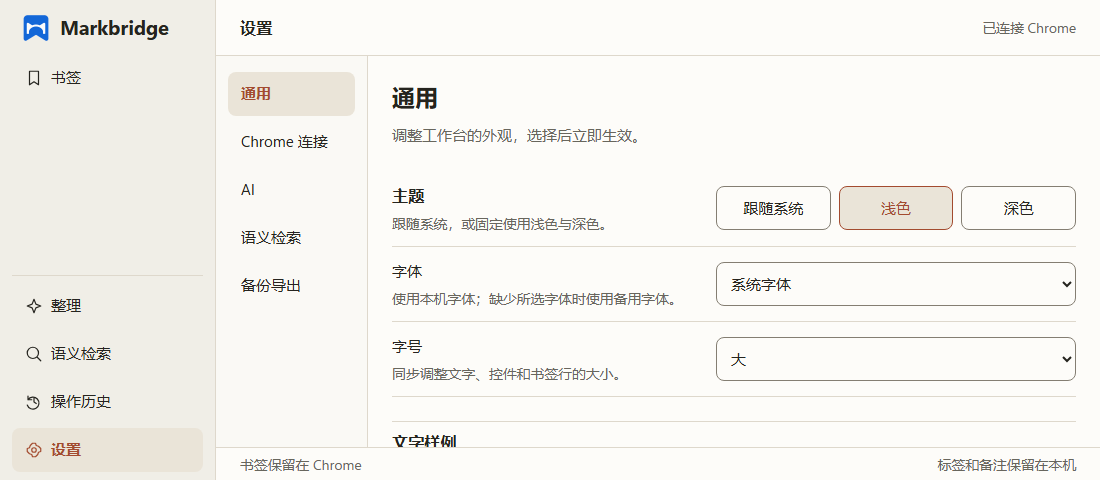 Markbridge
书签
整理
语义检索
操作历史
设置
设置
已连接 Chrome
通用
Chrome 连接
AI
语义检索
备份导出
通用
调整工作台的外观，选择后立即生效。
主题
跟随系统，或固定使用浅色与深色。
跟随系统
浅色
深色
字体
使用本机字体；缺少所选字体时使用备用字体。
系统字体
字号
同步调整文字、控件和书签行的大小。
大
文字样例
书签保留在 Chrome
标签和备注保留在本机